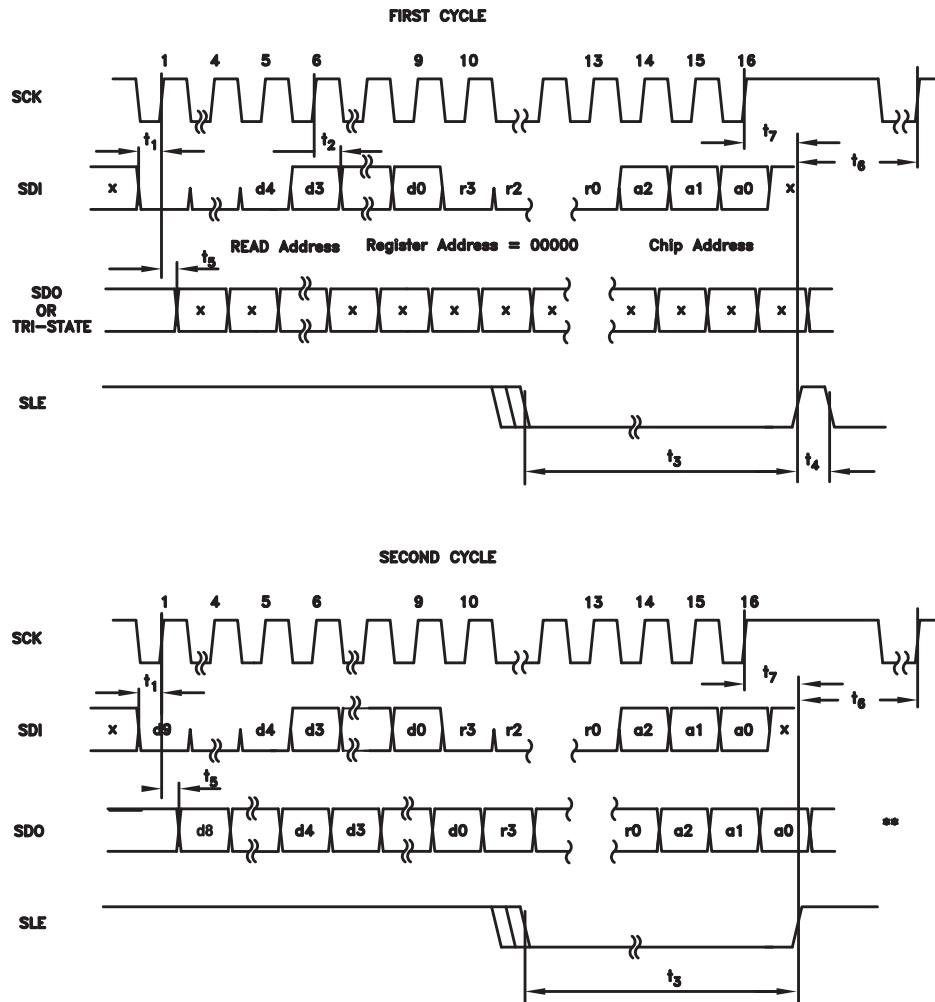 FIRST CYCLE
1 4 5 6 9 10 13 14 15 16
SCK
t1 t2 t7 t6
SDI x d4 d3 d0 r3 r2 r0 a2 a1 a0 x
READ Address Register Address = 00000 Chip Address
t5
SDO
OR
TRI-STATE
x x x x x x x x x x x
SLE
t3 t4
SECOND CYCLE
1 4 5 6 9 10 13 14 15 16
SCK
t1 t7 t6
SDI x d9 d4 d3 d0 r3 r2 r0 a2 a1 a0 x
t5
SDO d8 d4 d3 d0 r3 r0 a2 a1 a0 **
SLE
t3